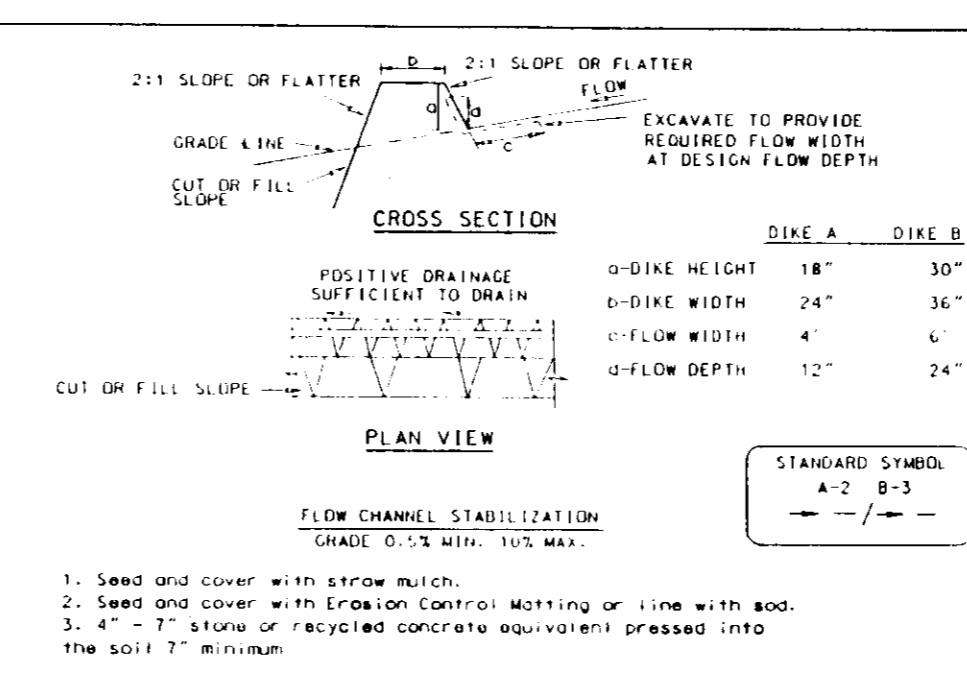 b
2:1 SLOPE OR FLATTER
2:1 SLOPE OR FLATTER
FLOW
a
d
EXCAVATE TO PROVIDE
REQUIRED FLOW WIDTH
AT DESIGN FLOW DEPTH
GRADE LINE
c
CUT OR FILL
SLOPE
CROSS SECTION
DIKE A DIKE B
a-DIKE HEIGHT 18" 30"
b-DIKE WIDTH 24" 36"
c-FLOW WIDTH 4' 6'
d-FLOW DEPTH 12" 24"
POSITIVE DRAINAGE
SUFFICIENT TO DRAIN
CUT OR FILL SLOPE
PLAN VIEW
STANDARD SYMBOL
A-2 B-3
FLOW CHANNEL STABILIZATION
GRADE 0.5% MIN. 10% MAX.
1. Seed and cover with straw mulch.
2. Seed and cover with Erosion Control Matting or line with sod.
3. 4" - 7" stone or recycled concrete equivalent pressed into
the soil 7" minimum